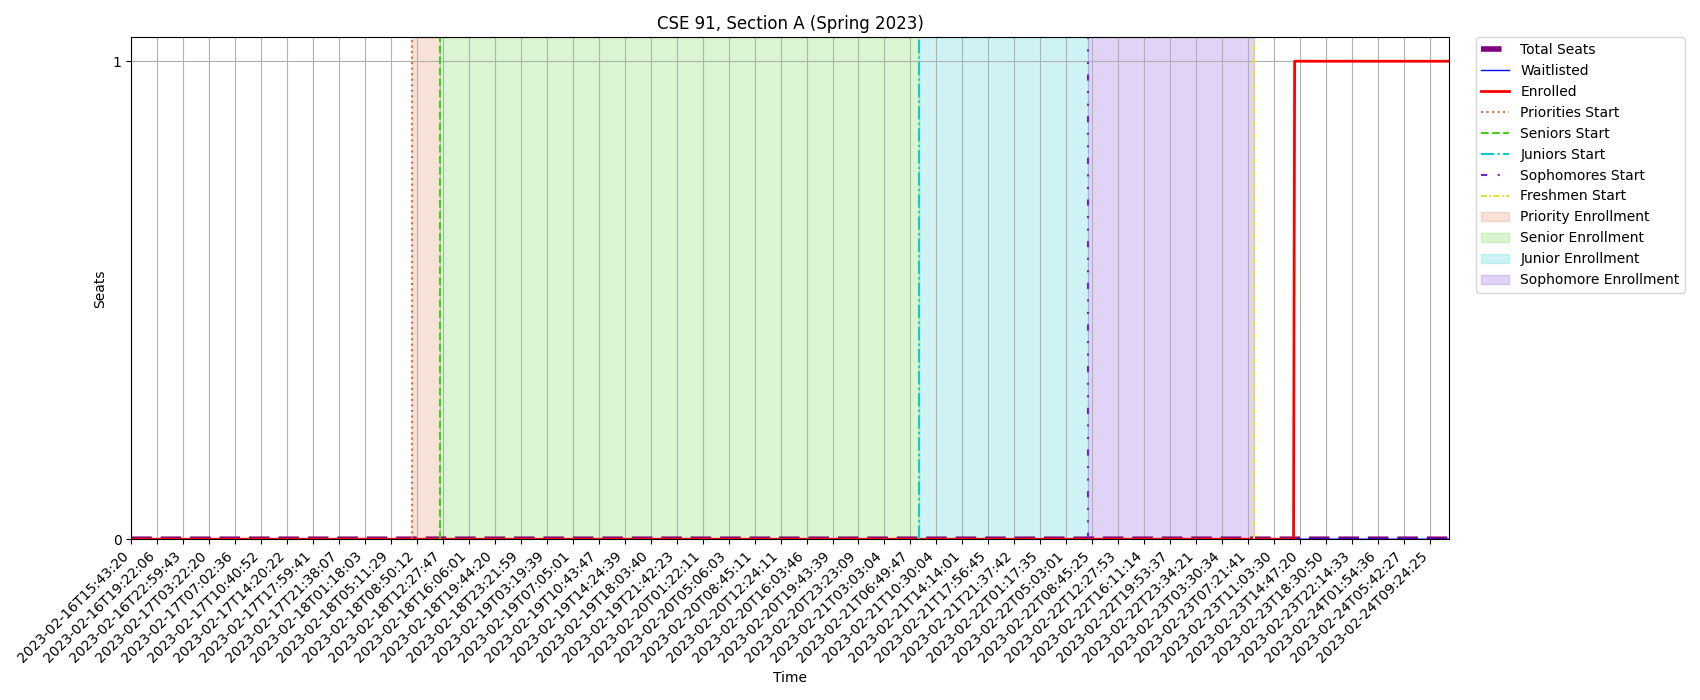 CSE 91, Section A (Spring 2023)
1
0
Seats
2023-02-16T15:43:20
2023-02-16T19:22:06
2023-02-16T22:59:43
2023-02-17T03:22:20
2023-02-17T07:02:36
2023-02-17T10:40:52
2023-02-17T14:20:22
2023-02-17T17:59:41
2023-02-17T21:38:07
2023-02-18T01:18:03
2023-02-18T05:11:29
2023-02-18T08:50:12
2023-02-18T12:27:47
2023-02-18T16:06:01
2023-02-18T19:44:20
2023-02-18T23:21:59
2023-02-19T03:19:39
2023-02-19T07:05:01
2023-02-19T10:43:47
2023-02-19T14:24:39
2023-02-19T18:03:40
2023-02-19T21:42:23
2023-02-20T01:22:11
2023-02-20T05:06:03
2023-02-20T08:45:11
2023-02-20T12:24:11
2023-02-20T16:03:46
2023-02-20T19:43:39
2023-02-20T23:23:09
2023-02-21T03:03:04
2023-02-21T06:49:47
2023-02-21T10:30:04
2023-02-21T14:14:01
2023-02-21T17:56:45
2023-02-21T21:37:42
2023-02-22T01:17:35
2023-02-22T05:03:01
2023-02-22T08:45:25
2023-02-22T12:27:53
2023-02-22T16:11:14
2023-02-22T19:53:37
2023-02-22T23:34:21
2023-02-23T03:30:34
2023-02-23T07:21:41
2023-02-23T11:03:30
2023-02-23T14:47:20
2023-02-23T18:30:50
2023-02-23T22:14:33
2023-02-24T01:54:36
2023-02-24T05:42:27
2023-02-24T09:24:25
Time
Total Seats
Waitlisted
Enrolled
Priorities Start
Seniors Start
Juniors Start
Sophomores Start
Freshmen Start
Priority Enrollment
Senior Enrollment
Junior Enrollment
Sophomore Enrollment